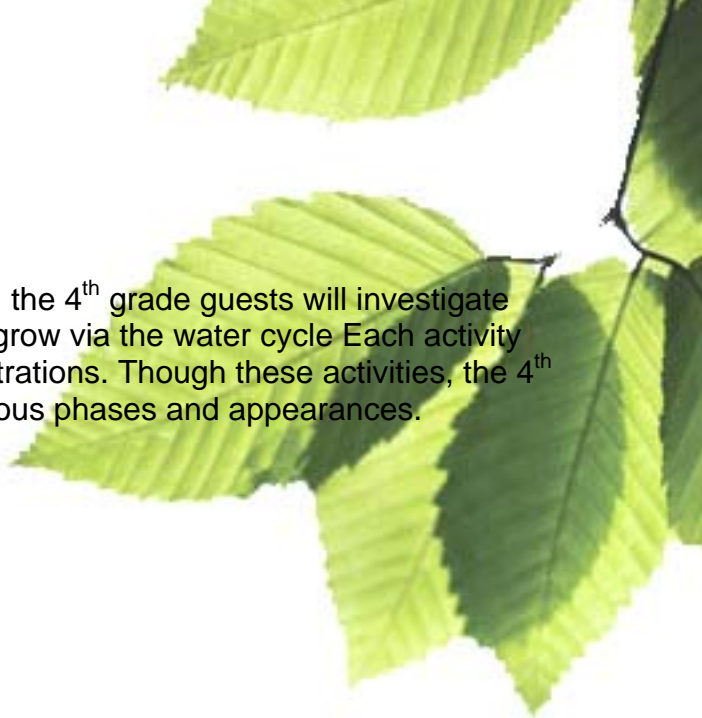 the 4th grade guests will investigate
grow via the water cycle Each activity
trations. Though these activities, the 4th
ous phases and appearances.